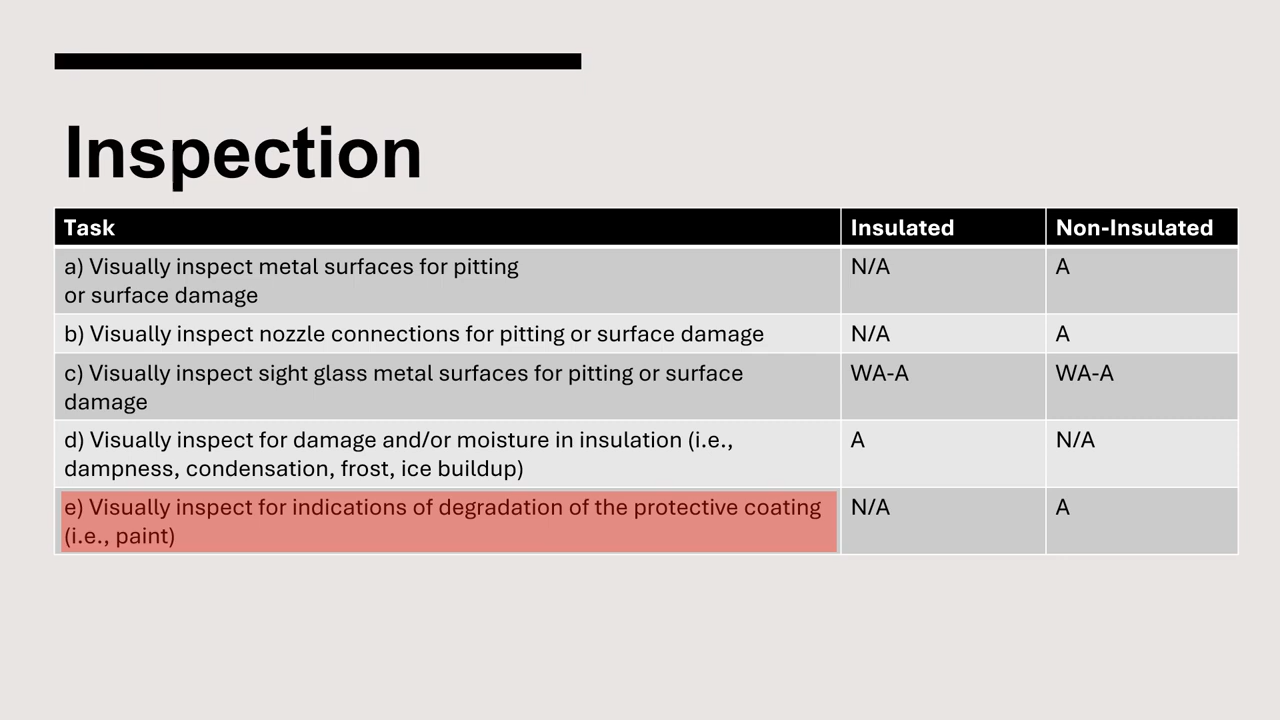 Inspection
Task Insulated Non-Insulated
a) Visually inspect metal surfaces for pitting N/A A
or surface damage
b) Visually inspect nozzle connections for pitting or surface damage N/A A
c) Visually inspect sight glass metal surfaces for pitting or surface WA-A WA-A
damage
d) Visually inspect for damage and/or moisture in insulation (i.e., A N/A
dampness, condensation, frost, ice buildup)
e) Visually inspect for indications of degradation of the protective coating N/A A
(i.e., paint)